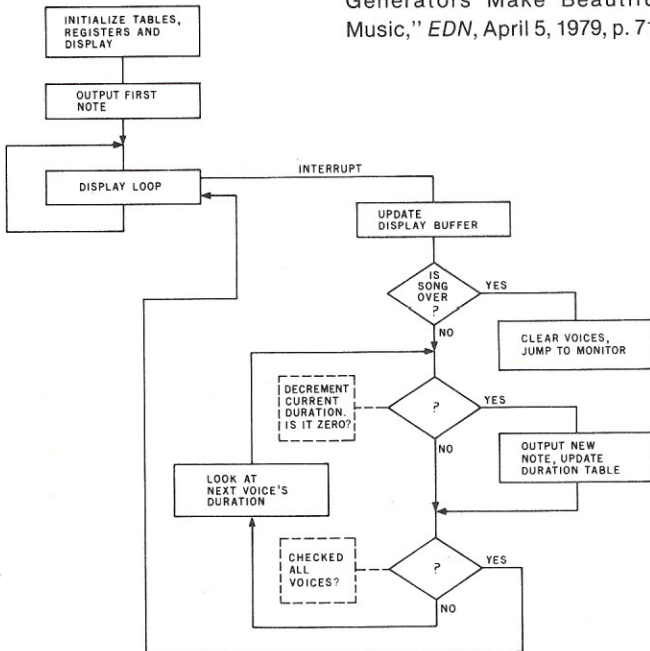 Generators Make
Music," EDN, April 5, 1979, p.
INITIALIZE TABLES,
REGISTERS AND
DISPLAY
OUTPUT FIRST
NOTE
DISPLAY LOOP
INTERRUPT
UPDATE
DISPLAY BUFFER
IS
SONG
OVER
?
YES
NO
CLEAR VOICES,
JUMP TO MONITOR
DECREMENT
CURRENT
DURATION.
IS IT ZERO?
?
YES
NO
OUTPUT NEW
NOTE, UPDATE
DURATION TABLE
LOOK AT
NEXT VOICE'S
DURATION
CHECKED
ALL
VOICES?
?
YES
NO